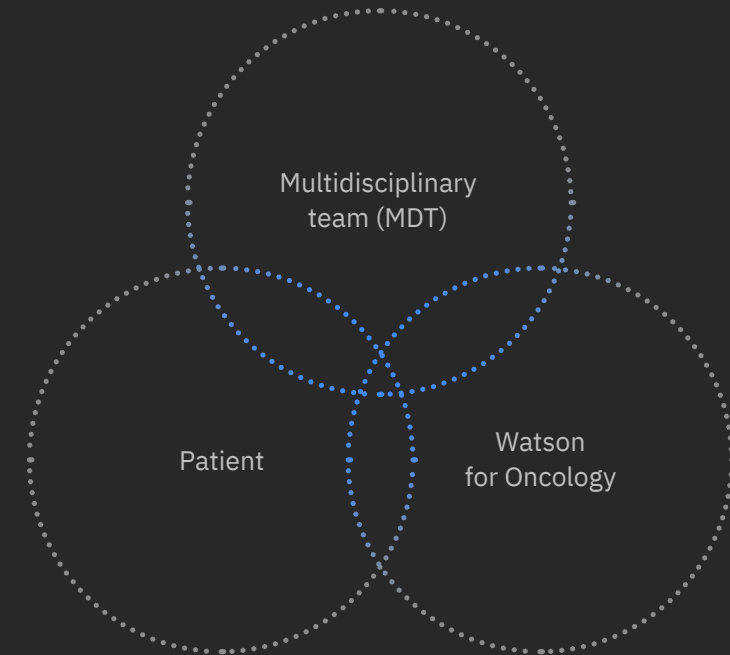 Multidisciplinary
team (MDT)
Patient
Watson
for Oncology